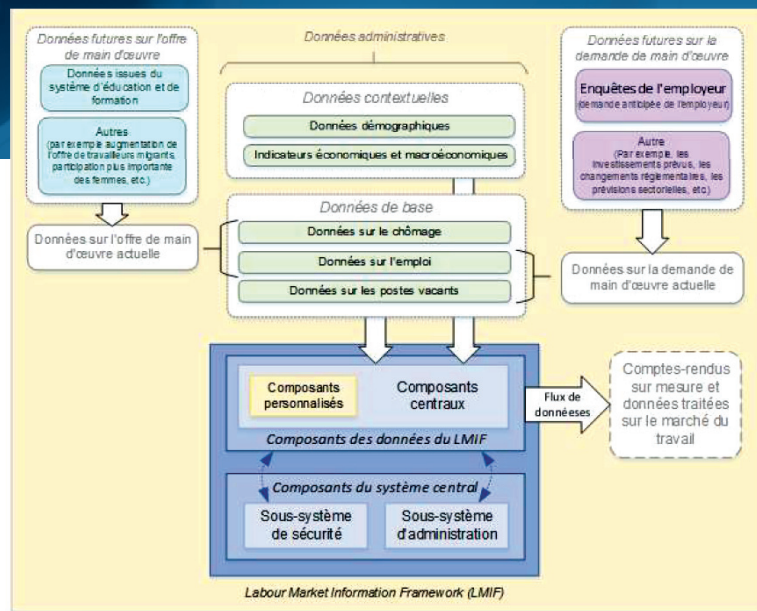 Données futures sur l'offre
de main d'œuvre
Données issues du
système d'éducation et de
formation
Autres
(par exemple augmentation de
l'offre de travailleurs migrants,
participation plus importante
des femmes, etc.)
Données sur l'offre de main
d'œuvre actuelle
Données administratives
Données contextuelles
Données démographiques
Indicateurs économiques et macroéconomiques
Données de base
Données sur le chômage
Données sur l'emploi
Données sur les postes vacants
Données futures sur la
demande de main d'œuvre
Enquêtes de l'employeur
(demande anticipée de l'employeur)
Autre
(Par exemple, les
investissements prévus, les
changements réglementaires, les
prévisions sectorielles, etc.)
Données sur la demande de
main d'œuvre actuelle
Composants
personnalisés
Composants
centraux
Composants des données du LMIF
Flux de
donnéeses
Comptes-rendus
sur mesure et
données traitées
sur le marché du
travail
Composants du système central
Sous-système
de sécurité
Sous-système
d'administration
Labour Market Information Framework (LMIF)